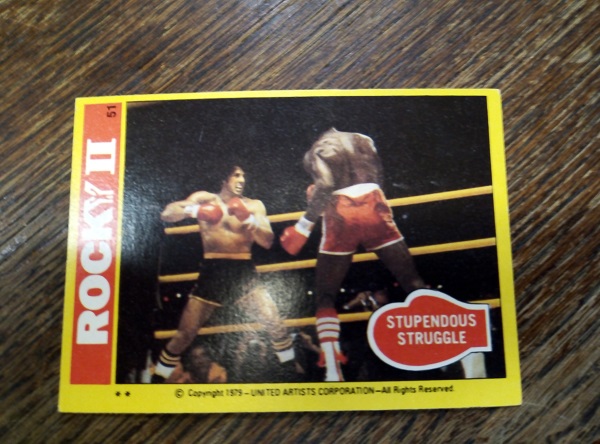 51
ROCKY II
STUPENDOUS
STRUGGLE
** © Copyright 1979 – UNITED ARTISTS CORPORATION—All Rights Reserved